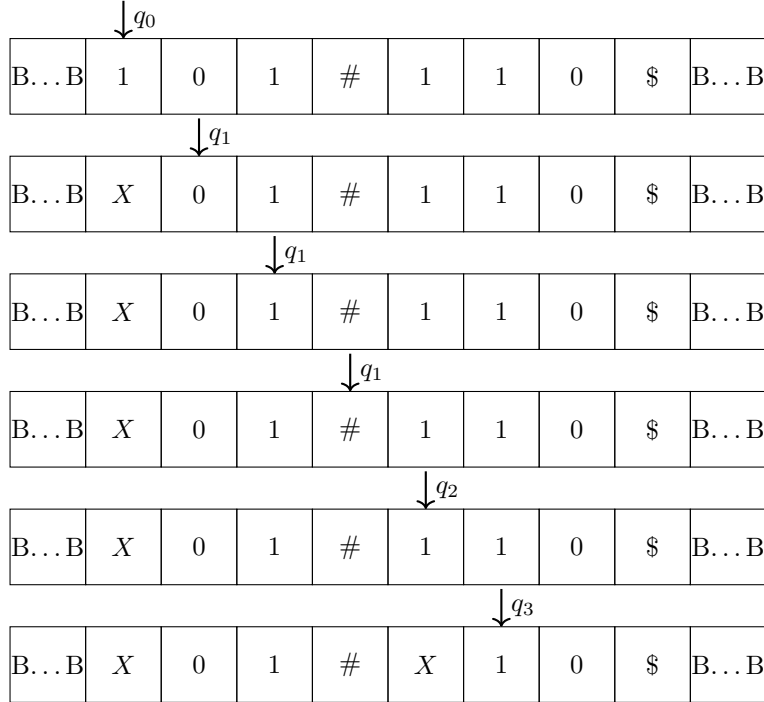 q₀
B…B 1 0 1 # 1 1 0 $ B…B
q₁
B…B X 0 1 # 1 1 0 $ B…B
q₁
B…B X 0 1 # 1 1 0 $ B…B
q₁
B…B X 0 1 # 1 1 0 $ B…B
q₂
B…B X 0 1 # 1 1 0 $ B…B
q₃
B…B X 0 1 # X 1 0 $ B…B